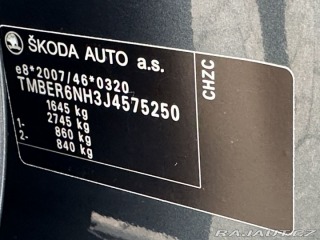 ŠKODA AUTO a.s.
e8*2007/46*0320
TMBER6NH3J4575250
1645 kg
1- 2745 kg
2- 860 kg
840 kg
CHZC
RAJAUT.CZ